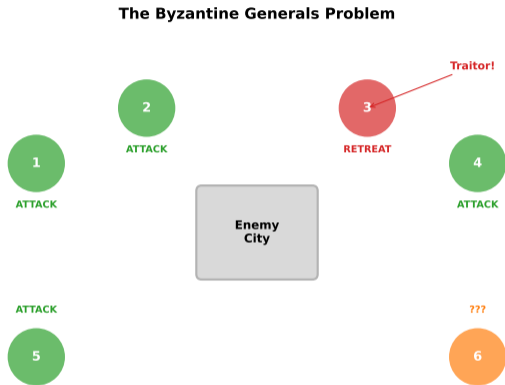 The Byzantine Generals Problem
Traitor!
2
3
ATTACK
RETREAT
1
4
ATTACK
ATTACK
Enemy
City
ATTACK
???
5
6